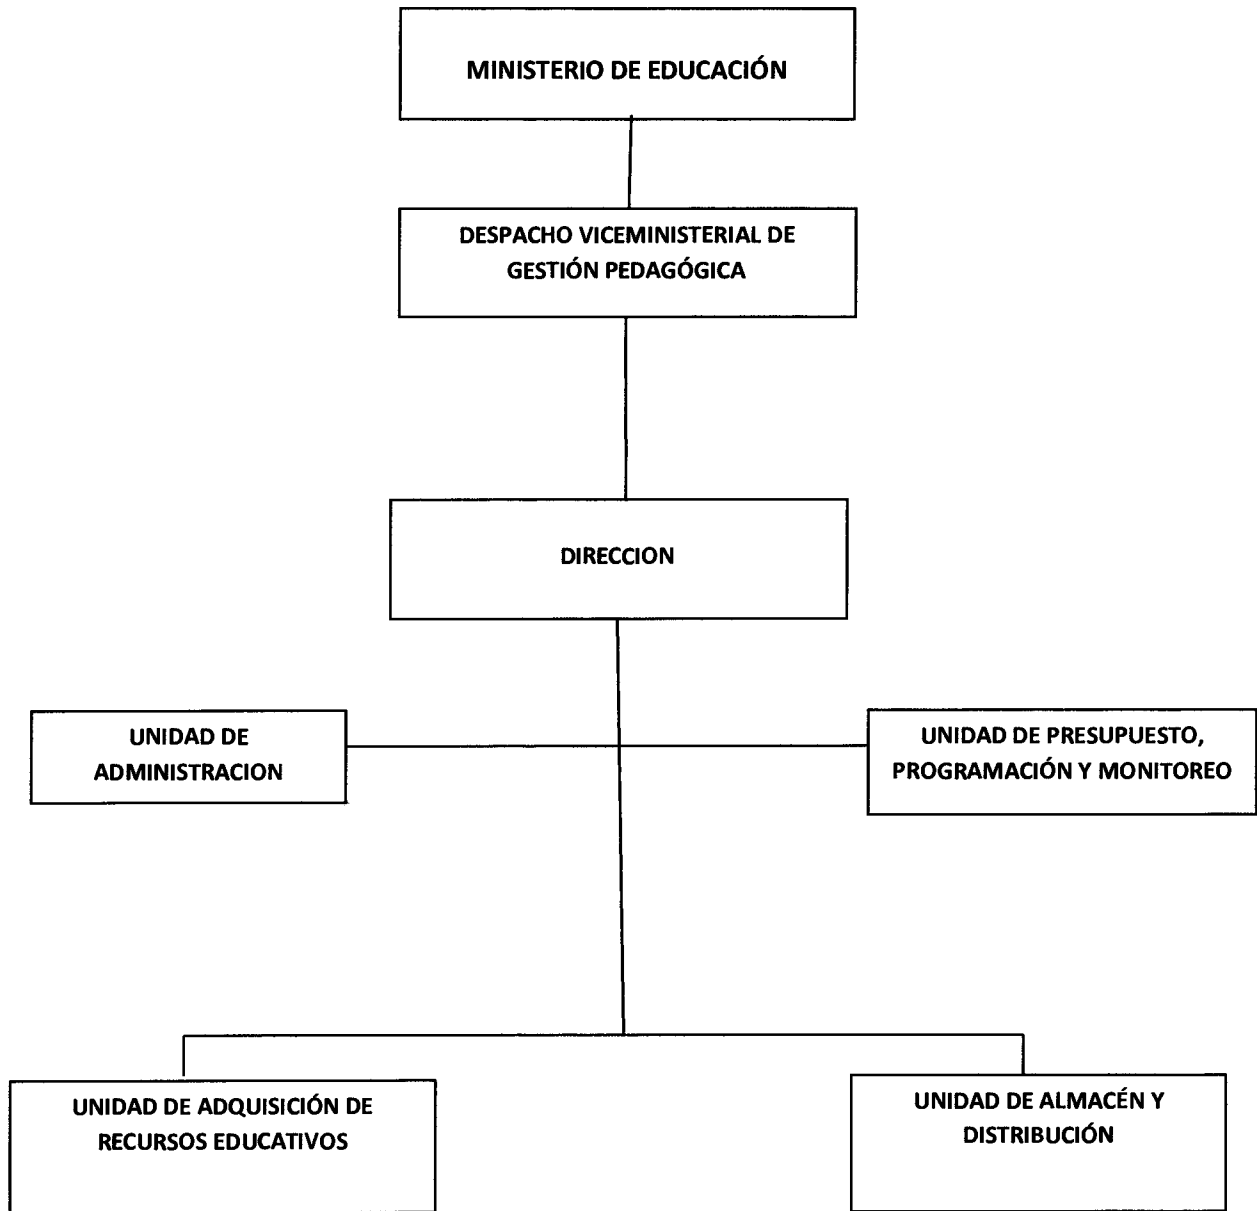 MINISTERIO DE EDUCACIÓN
DESPACHO VICEMINISTERIAL DE
GESTIÓN PEDAGÓGICA
DIRECCION
UNIDAD DE
ADMINISTRACION
UNIDAD DE PRESUPUESTO,
PROGRAMACIÓN Y MONITOREO
UNIDAD DE ADQUISICIÓN DE
RECURSOS EDUCATIVOS
UNIDAD DE ALMACÉN Y
DISTRIBUCIÓN